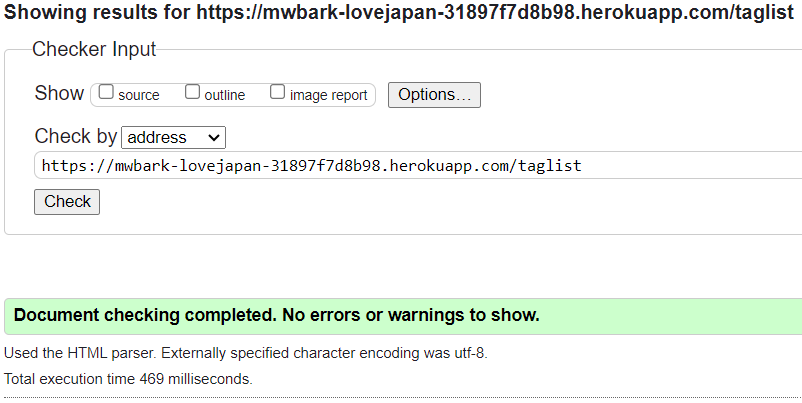 Showing results for https://mwbark-lovejapan-31897f7d8b98.herokuapp.com/taglist
Checker Input
Show source outline image report Options...
Check by address
https://mwbark-lovejapan-31897f7d8b98.herokuapp.com/taglist
Check
Document checking completed. No errors or warnings to show.
Used the HTML parser. Externally specified character encoding was utf-8.
Total execution time 469 milliseconds.